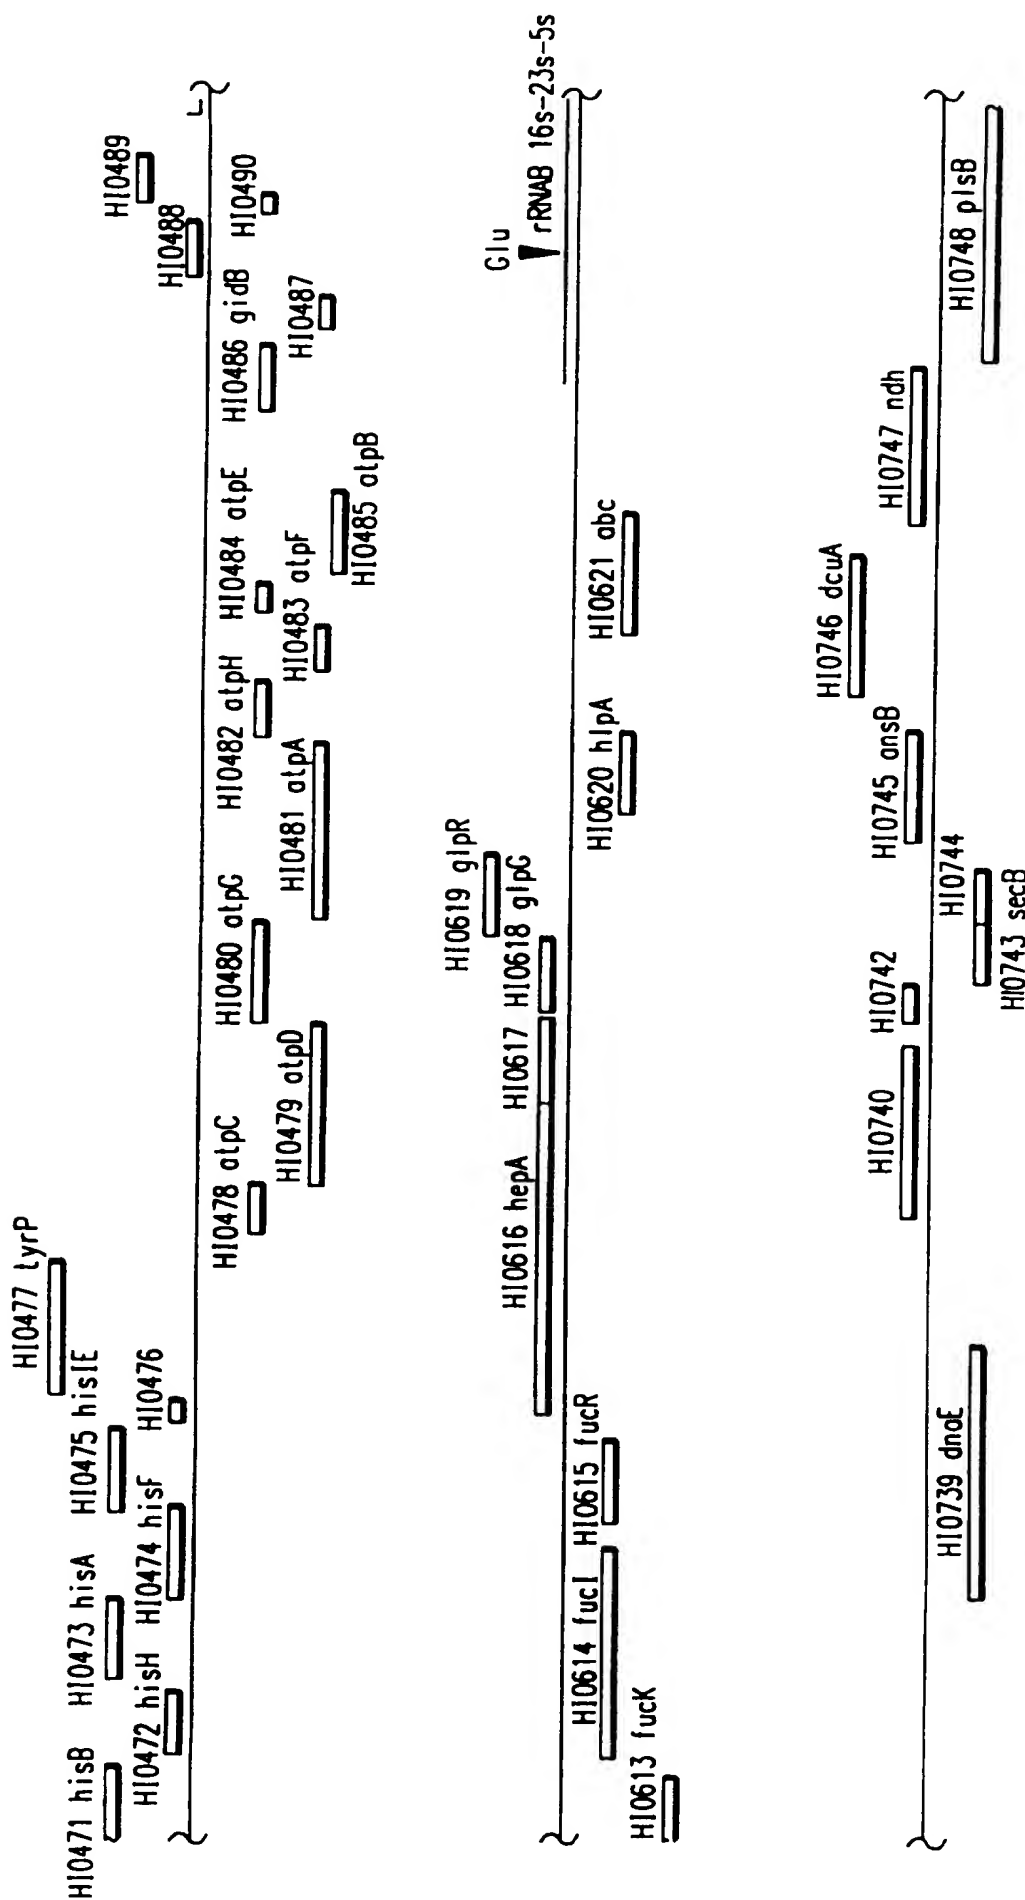 HI0471 hisB
HI0472 hisH
HI0473 hisA
HI0474 hisF
HI0475 hisIE
HI0476
HI0477 tyrP
HI0478 atpC
HI0479 atpD
HI0480 atpG
HI0481 atpA
HI0482 atpH
HI0483 atpF
HI0484 atpE
HI0485 atpB
HI0486 gidB
HI0487
HI0488
HI0489
HI0490
L
HI0613 fucK
HI0614 fucI
HI0615 fucR
HI0616 hepA
HI0617
HI0618 glpG
HI0619 glpR
HI0620 hlpA
HI0621 abc
Glu
rRNAB 16s-23s-5s
HI0739 dnaE
HI0740
HI0742
HI0743 secB
HI0744
HI0745 ansB
HI0746 dcuA
HI0747 ndh
HI0748 plsB